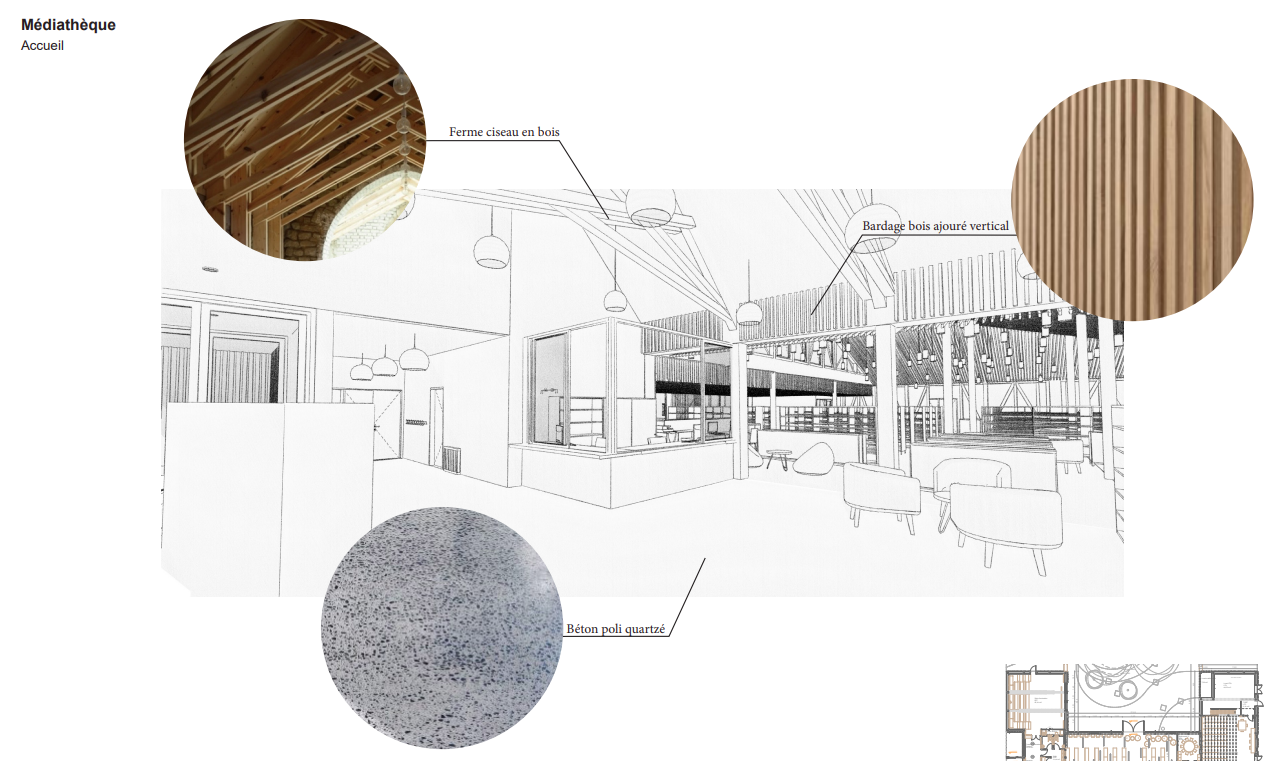 Médiathèque
Accueil
Ferme ciseau en bois
Bardage bois ajouré vertical
Béton poli quartzé